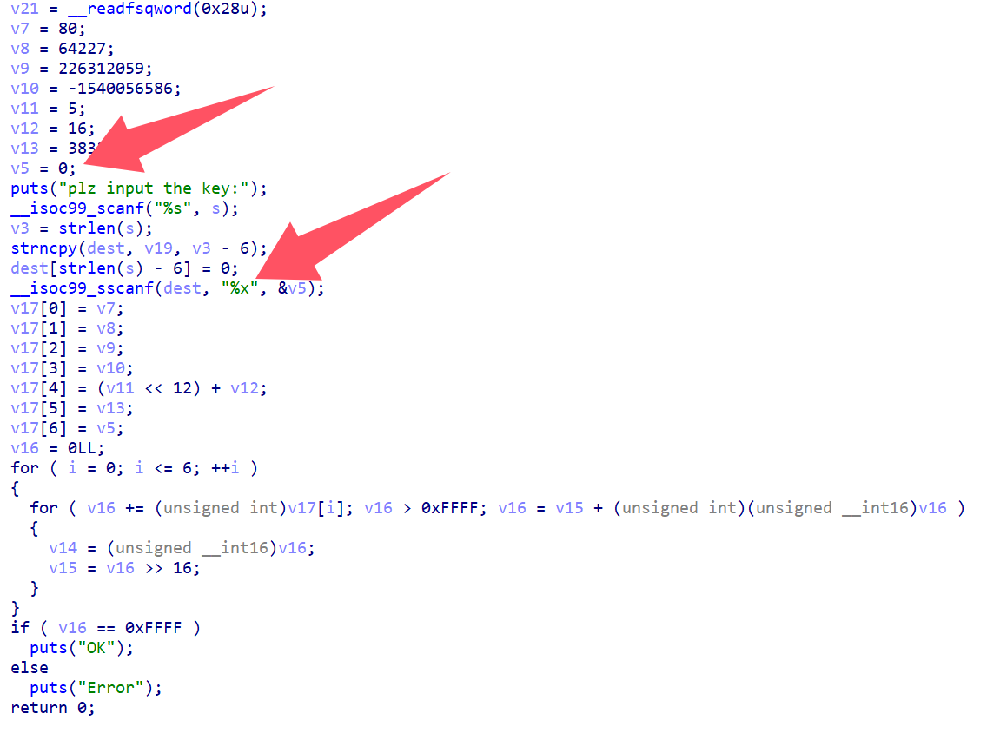 v21 = __readfsqword(0x28u);
v7 = 80;
v8 = 64227;
v9 = 226312059;
v10 = -1540056586;
v11 = 5;
v12 = 16;
v13 =
v5 = 0;
puts("plz input the key:");
__isoc99_scanf("%s", s);
v3 = strlen(s);
strncpy(dest, v19, v3 - 6);
dest[strlen(s) - 6] = 0;
__isoc99_sscanf(dest, "%x", &v5);
v17[0] = v7;
v17[1] = v8;
v17[2] = v9;
v17[3] = v10;
v17[4] = (v11 << 12) + v12;
v17[5] = v13;
v17[6] = v5;
v16 = 0LL;
for ( i = 0; i <= 6; ++i )
{
for ( v16 += (unsigned int)v17[i]; v16 > 0xFFFF; v16 = v15 + (unsigned int)(unsigned __int16)v16 )
{
v14 = (unsigned __int16)v16;
v15 = v16 >> 16;
}
}
if ( v16 == 0xFFFF )
puts("OK");
else
puts("Error");
return 0;